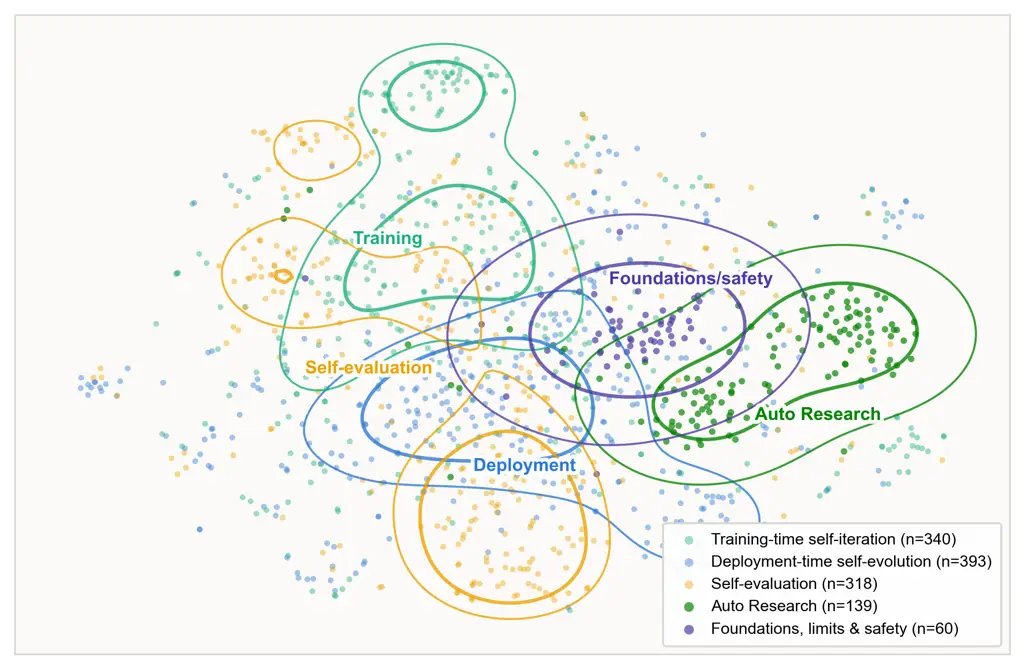 Training
Foundations/safety
Self-evaluation
Auto Research
Deployment
Training-time self-iteration (n=340)
Deployment-time self-evolution (n=393)
Self-evaluation (n=318)
Auto Research (n=139)
Foundations, limits & safety (n=60)